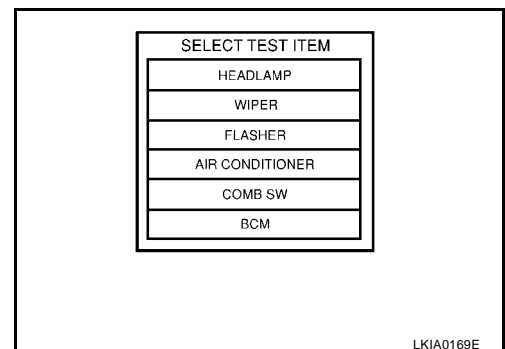 SELECT TEST ITEM
HEADLAMP
WIPER
FLASHER
AIR CONDITIONER
COMB SW
BCM
LKIA0169E